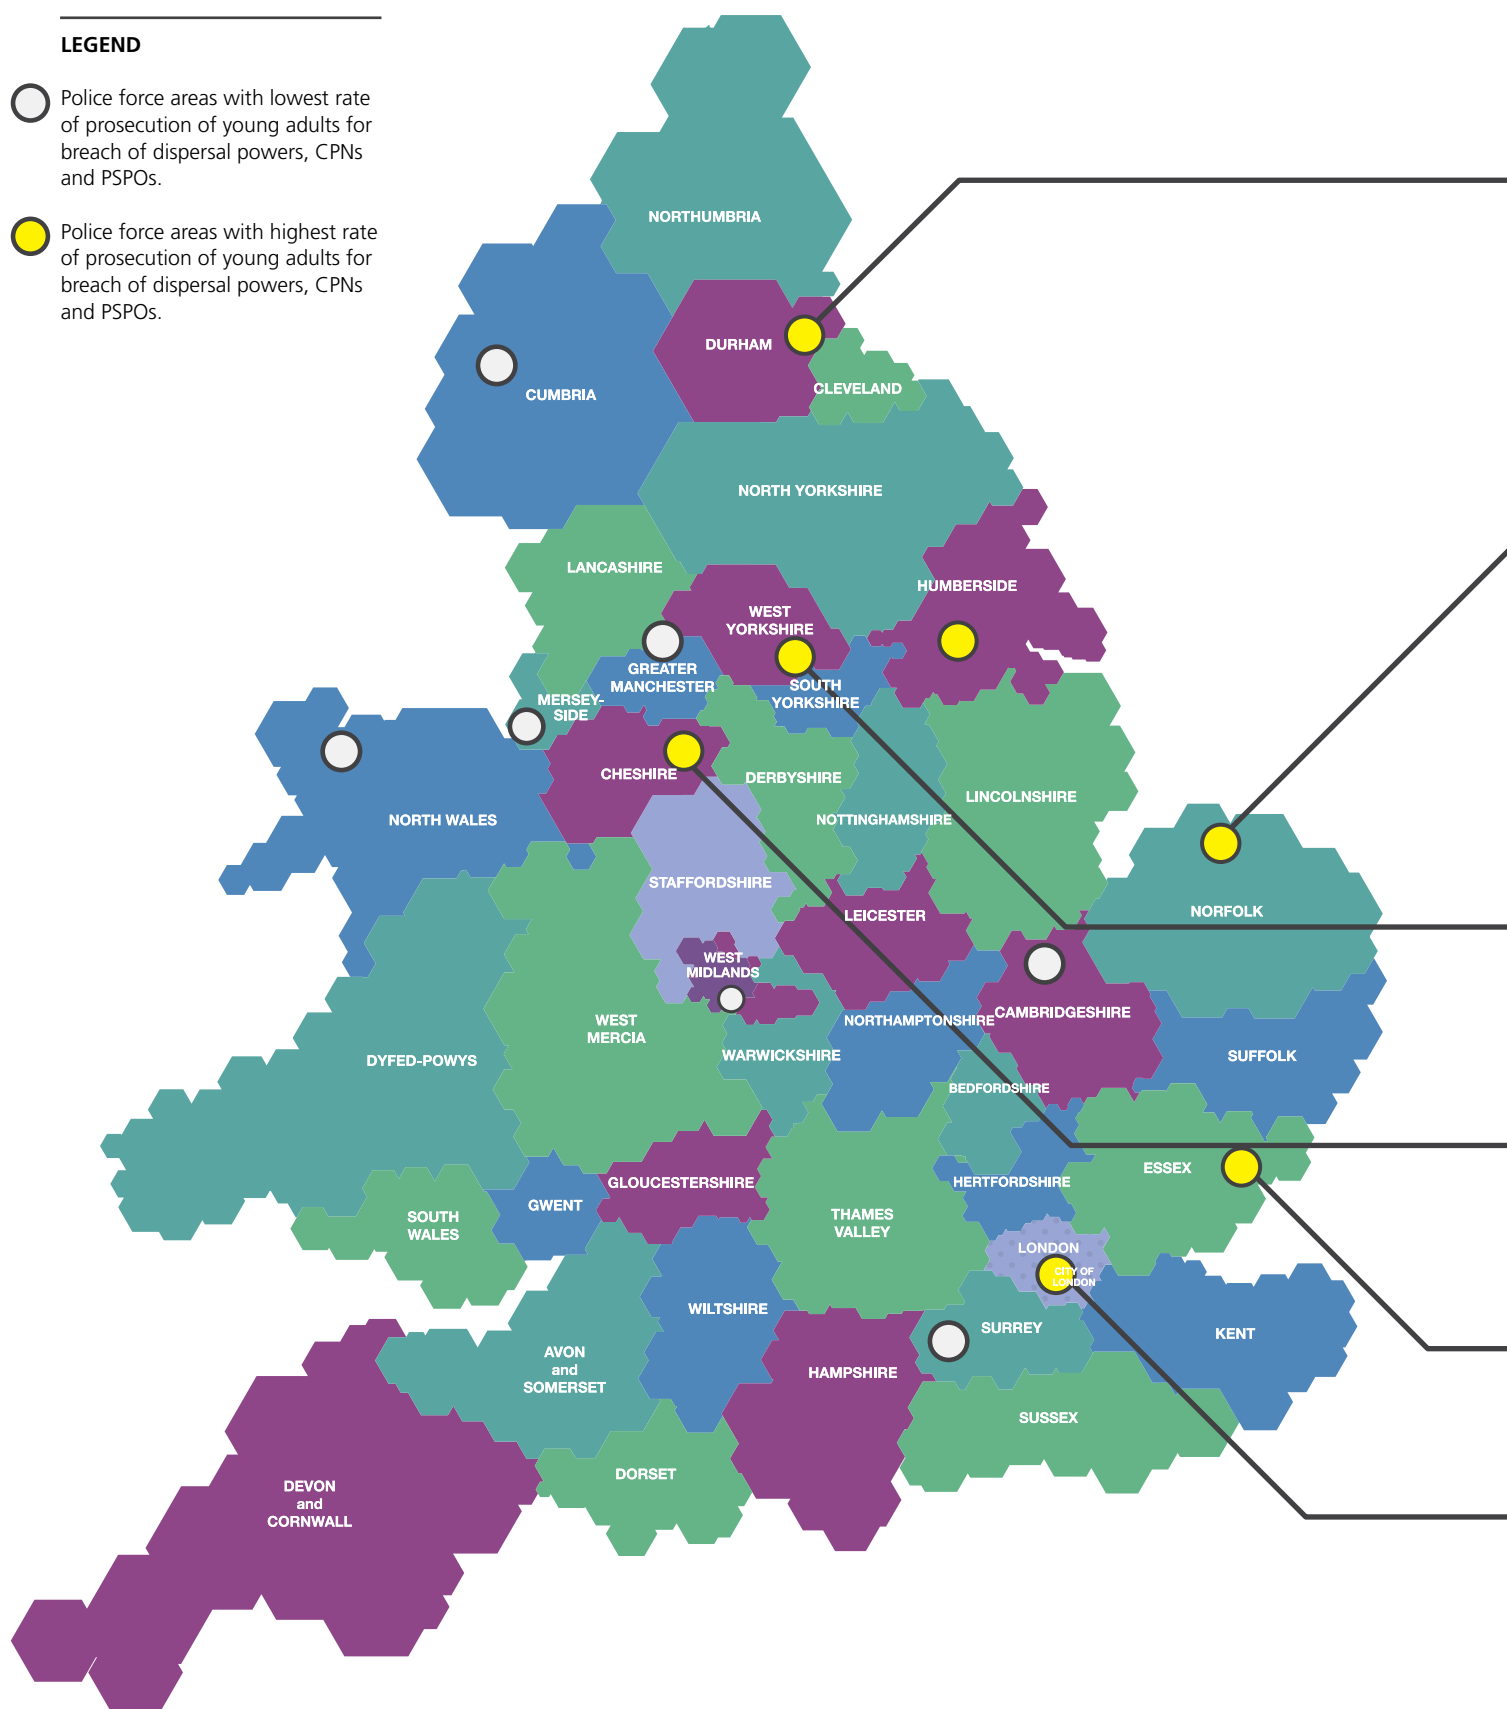 LEGEND
Police force areas with lowest rate
of prosecution of young adults for
breach of dispersal powers, CPNs
and PSPOs.
Police force areas with highest rate
of prosecution of young adults for
breach of dispersal powers, CPNs
and PSPOs.
NORTHUMBRIA
DURHAM
CLEVELAND
CUMBRIA
NORTH YORKSHIRE
LANCASHIRE
HUMBERSIDE
WEST
YORKSHIRE
GREATER
MANCHESTER
SOUTH
YORKSHIRE
MERSEY-
SIDE
CHESHIRE
DERBYSHIRE
LINCOLNSHIRE
NORTH WALES
NOTTINGHAMSHIRE
STAFFORDSHIRE
LEICESTER
NORFOLK
WEST
MIDLANDS
CAMBRIDGESHIRE
NORTHAMPTONSHIRE
WEST
MERCIA
WARWICKSHIRE
SUFFOLK
DYFED-POWYS
BEDFORDSHIRE
ESSEX
GLOUCESTERSHIRE
HERTFORDSHIRE
GWENT
SOUTH
WALES
THAMES
VALLEY
LONDON
CITY OF
LONDON
WILTSHIRE
SURREY
KENT
AVON
and
SOMERSET
HAMPSHIRE
SUSSEX
DORSET
DEVON
and
CORNWALL